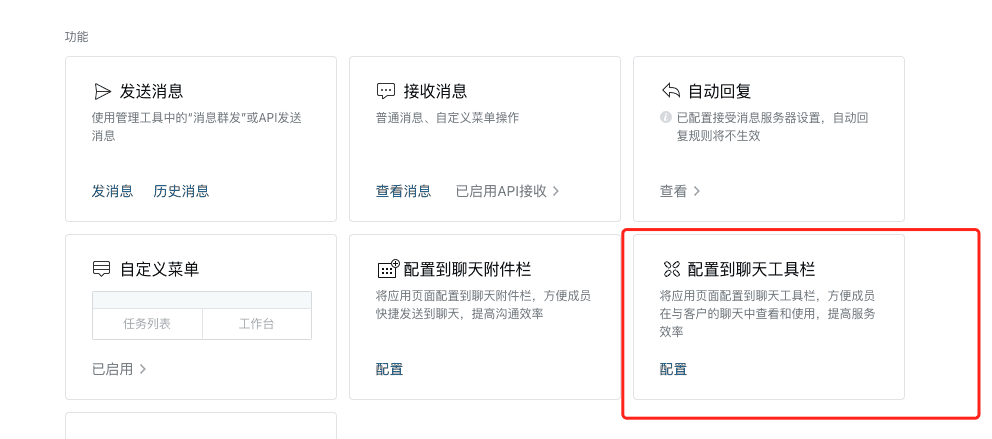 功能
发送消息
使用管理工具中的“消息群发”或API发送
消息
发消息 历史消息
接收消息
普通消息、自定义菜单操作
查看消息 已启用API接收
自动回复
已配置接受消息服务器设置，自动回
复规则将不生效
查看
自定义菜单
任务列表 工作台
已启用
配置到聊天附件栏
将应用页面配置到聊天附件栏，方便成员
快捷发送到聊天，提高沟通效率
配置
配置到聊天工具栏
将应用页面配置到聊天工具栏，方便成员
在与客户的聊天中查看和使用，提高服务
效率
配置